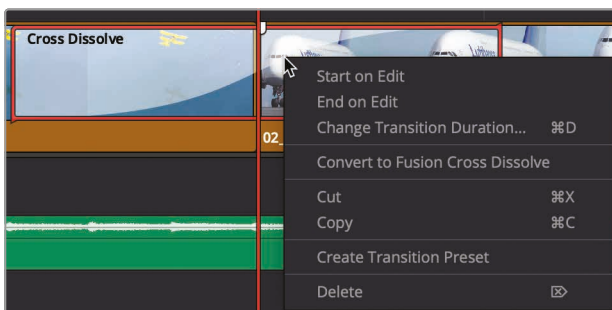 Cross Dissolve
Start on Edit
End on Edit
Change Transition Duration... ⌘D
02_
Convert to Fusion Cross Dissolve
Cut ⌘X
Copy ⌘C
Create Transition Preset
Delete ⌦